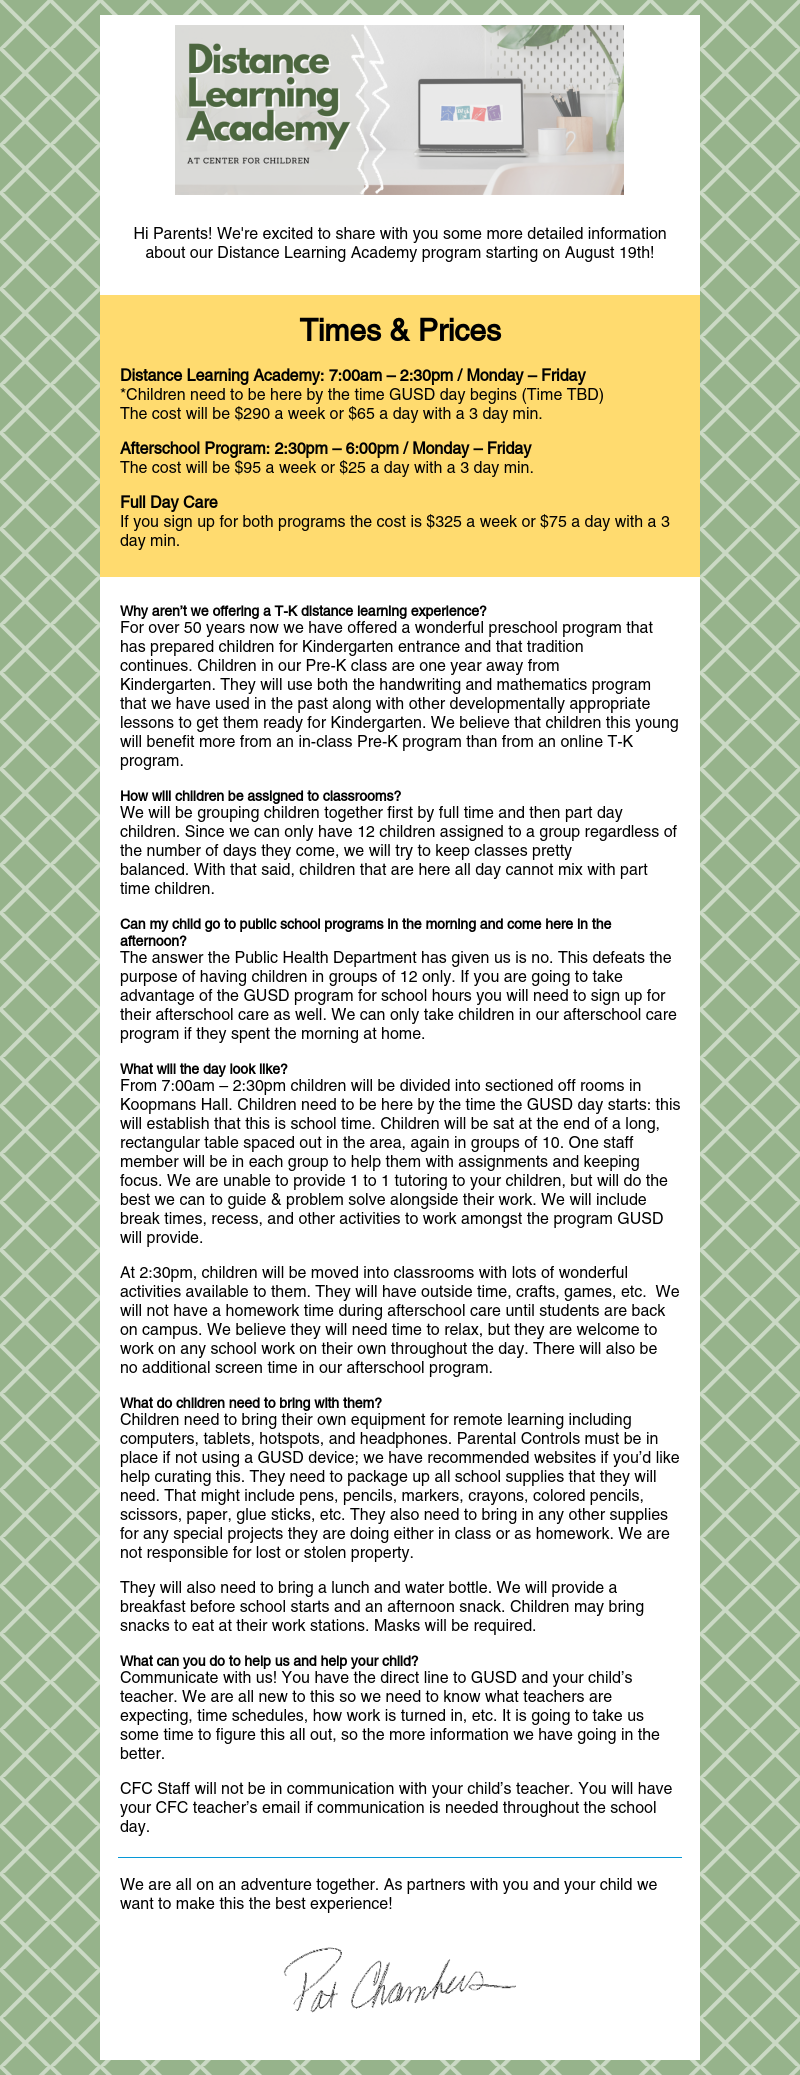 Distance
Learning
Academy
AT CENTER FOR CHILDREN
Hi Parents! We're excited to share with you some more detailed information
about our Distance Learning Academy program starting on August 19th!
Times & Prices
Distance Learning Academy: 7:00am – 2:30pm / Monday – Friday
*Children need to be here by the time GUSD day begins (Time TBD)
The cost will be $290 a week or $65 a day with a 3 day min.
Afterschool Program: 2:30pm – 6:00pm / Monday – Friday
The cost will be $95 a week or $25 a day with a 3 day min.
Full Day Care
If you sign up for both programs the cost is $325 a week or $75 a day with a 3
day min.
Why aren’t we offering a T-K distance learning experience?
For over 50 years now we have offered a wonderful preschool program that
has prepared children for Kindergarten entrance and that tradition
continues. Children in our Pre-K class are one year away from
Kindergarten. They will use both the handwriting and mathematics program
that we have used in the past along with other developmentally appropriate
lessons to get them ready for Kindergarten. We believe that children this young
will benefit more from an in-class Pre-K program than from an online T-K
program.
How will children be assigned to classrooms?
We will be grouping children together first by full time and then part day
children. Since we can only have 12 children assigned to a group regardless of
the number of days they come, we will try to keep classes pretty
balanced. With that said, children that are here all day cannot mix with part
time children.
Can my child go to public school programs in the morning and come here in the
afternoon?
The answer the Public Health Department has given us is no. This defeats the
purpose of having children in groups of 12 only. If you are going to take
advantage of the GUSD program for school hours you will need to sign up for
their afterschool care as well. We can only take children in our afterschool care
program if they spent the morning at home.
What will the day look like?
From 7:00am – 2:30pm children will be divided into sectioned off rooms in
Koopmans Hall. Children need to be here by the time the GUSD day starts: this
will establish that this is school time. Children will be sat at the end of a long,
rectangular table spaced out in the area, again in groups of 10. One staff
member will be in each group to help them with assignments and keeping
focus. We are unable to provide 1 to 1 tutoring to your children, but will do the
best we can to guide & problem solve alongside their work. We will include
break times, recess, and other activities to work amongst the program GUSD
will provide.
At 2:30pm, children will be moved into classrooms with lots of wonderful
activities available to them. They will have outside time, crafts, games, etc.  We
will not have a homework time during afterschool care until students are back
on campus. We believe they will need time to relax, but they are welcome to
work on any school work on their own throughout the day. There will also be
no additional screen time in our afterschool program.
What do children need to bring with them?
Children need to bring their own equipment for remote learning including
computers, tablets, hotspots, and headphones. Parental Controls must be in
place if not using a GUSD device; we have recommended websites if you’d like
help curating this. They need to package up all school supplies that they will
need. That might include pens, pencils, markers, crayons, colored pencils,
scissors, paper, glue sticks, etc. They also need to bring in any other supplies
for any special projects they are doing either in class or as homework. We are
not responsible for lost or stolen property.
They will also need to bring a lunch and water bottle. We will provide a
breakfast before school starts and an afternoon snack. Children may bring
snacks to eat at their work stations. Masks will be required.
What can you do to help us and help your child?
Communicate with us! You have the direct line to GUSD and your child’s
teacher. We are all new to this so we need to know what teachers are
expecting, time schedules, how work is turned in, etc. It is going to take us
some time to figure this all out, so the more information we have going in the
better.
CFC Staff will not be in communication with your child’s teacher. You will have
your CFC teacher’s email if communication is needed throughout the school
day.
We are all on an adventure together. As partners with you and your child we
want to make this the best experience!
Pat Chambers